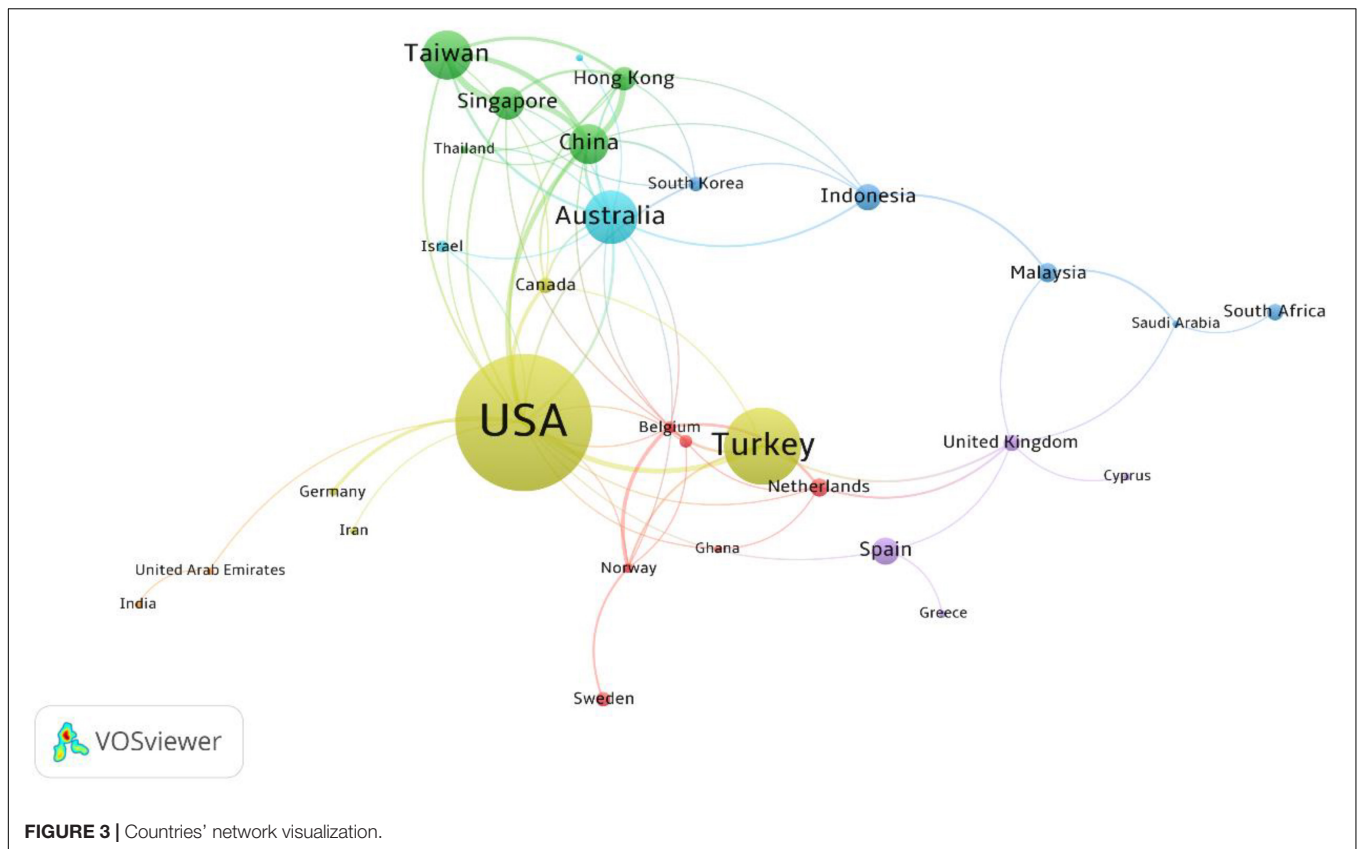 Taiwan
Hong Kong
Singapore
China
Thailand
South Korea
Indonesia
Australia
Israel
Malaysia
Canada
South Africa
Saudi Arabia
USA
Belgium
Turkey
United Kingdom
Cyprus
Netherlands
Germany
Iran
Ghana
Spain
Norway
United Arab Emirates
India
Greece
Sweden
VOSviewer
FIGURE 3 | Countries' network visualization.